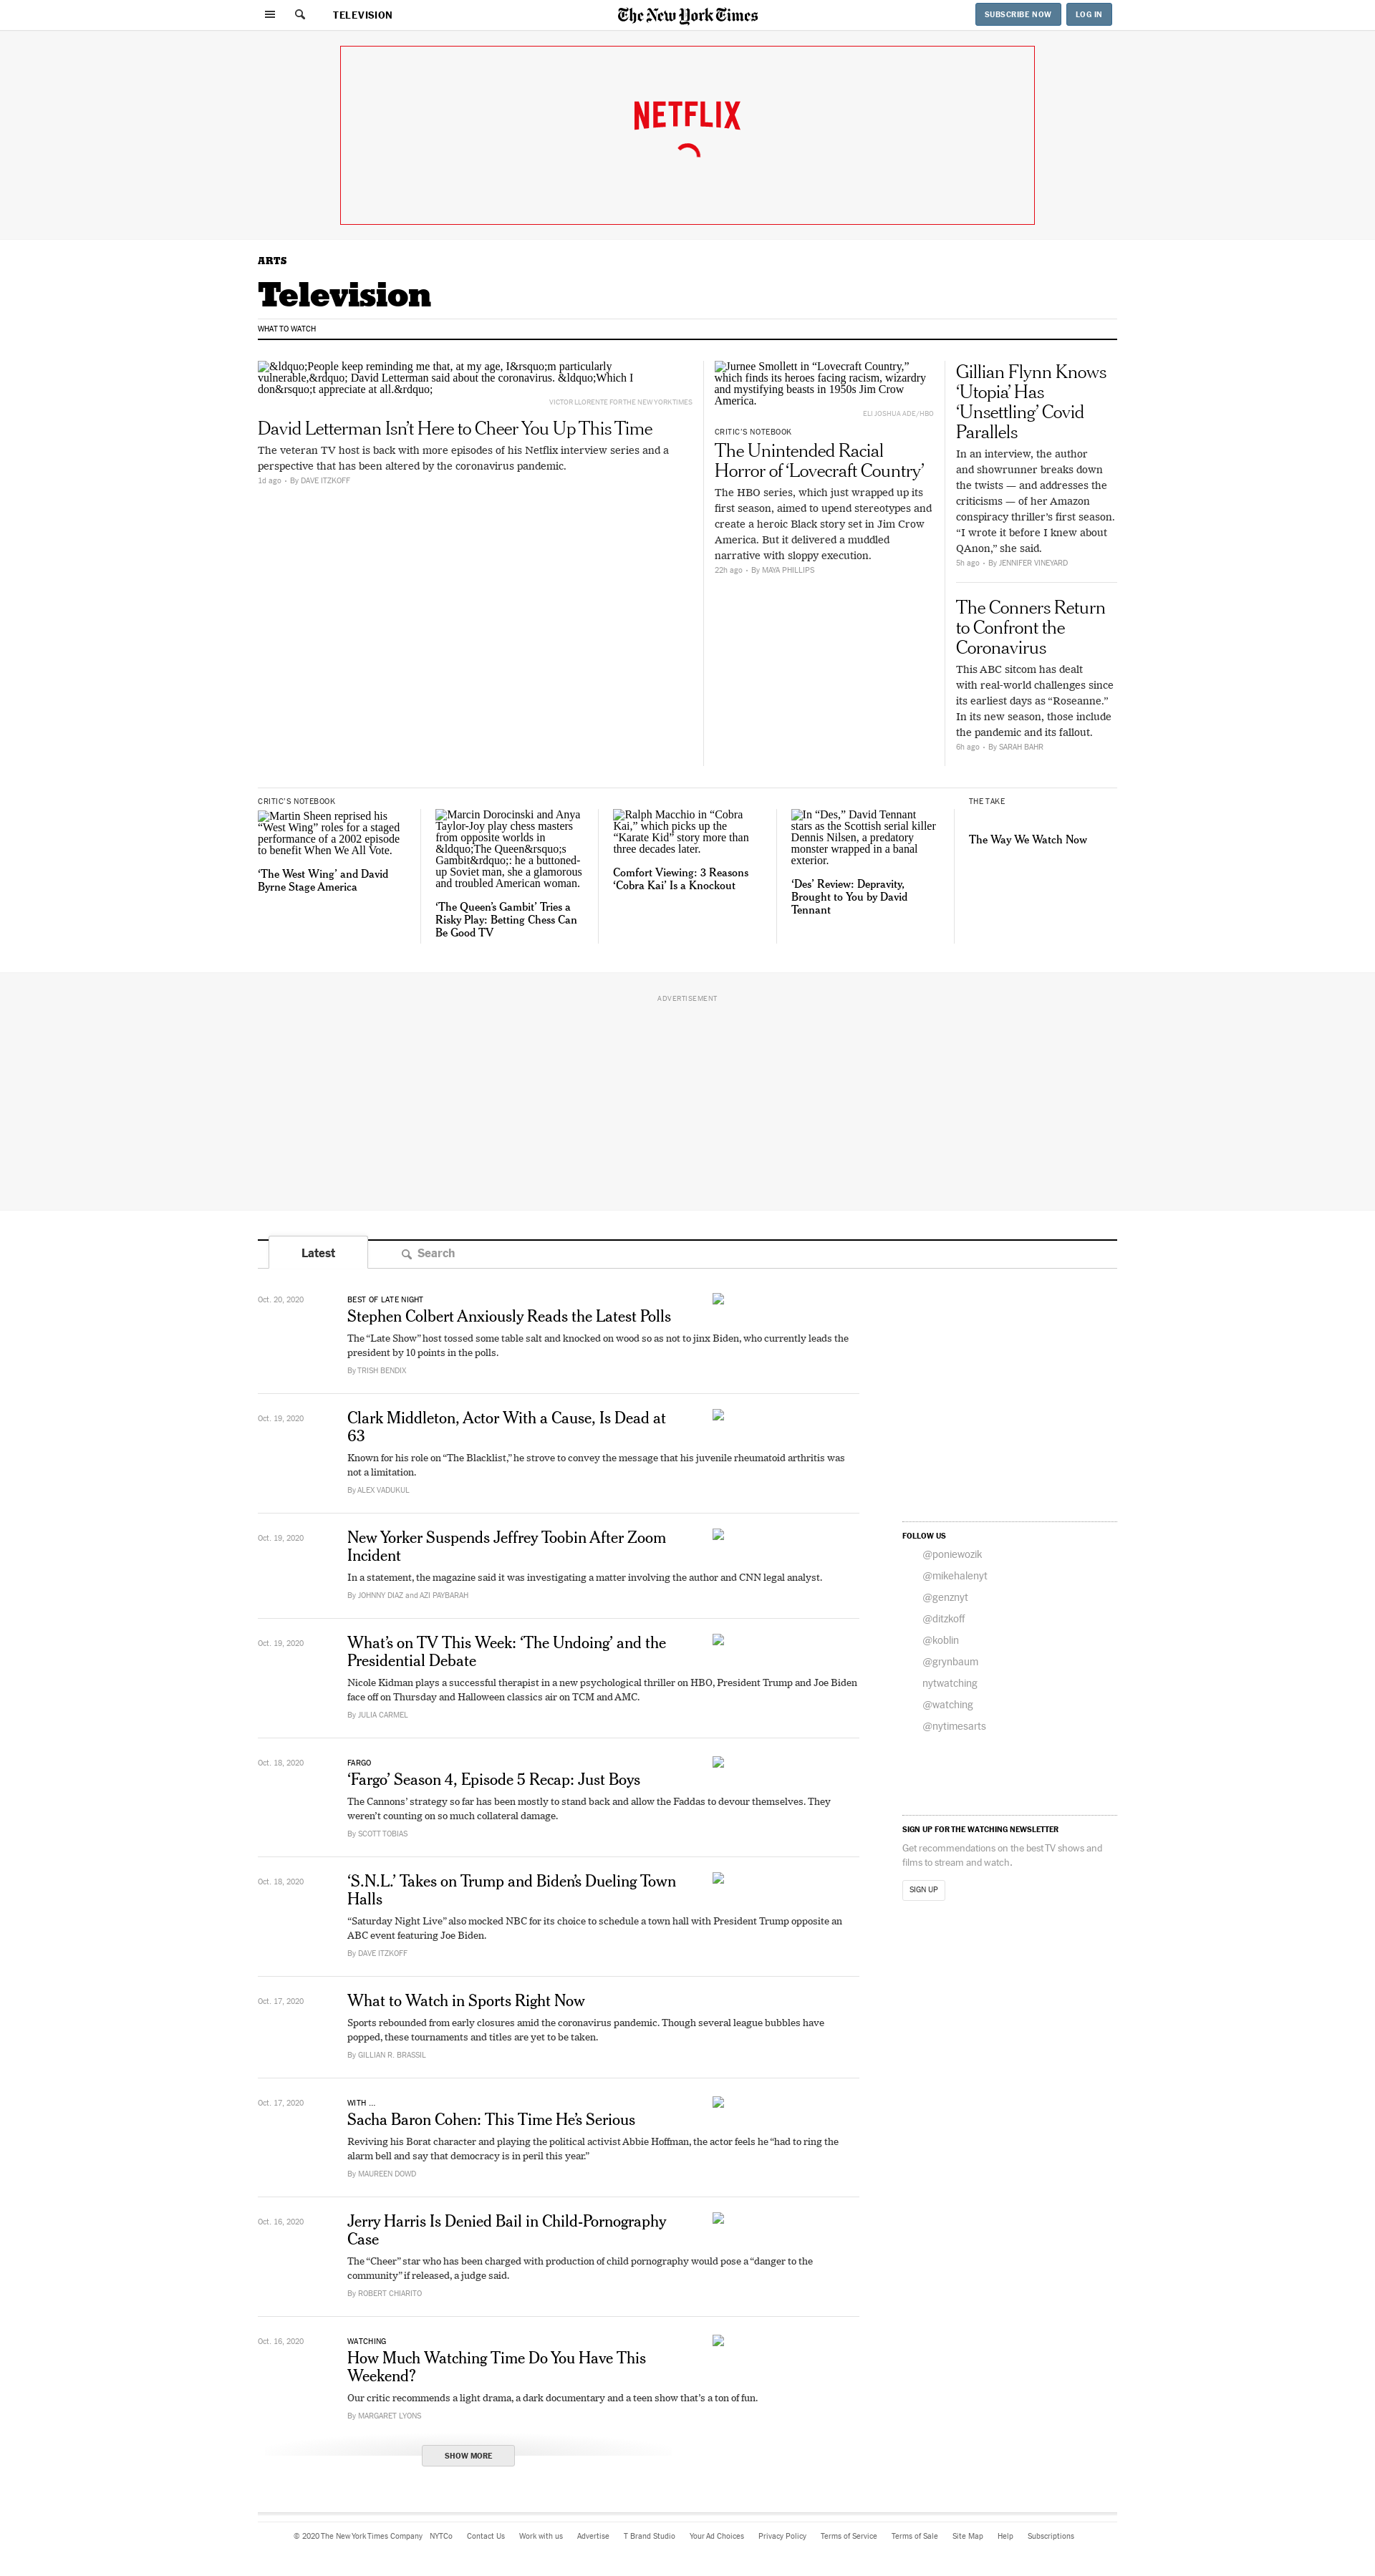 TELEVISION
The New York Times
SUBSCRIBE NOW
LOG IN
NETFLIX
ARTS
Television
WHAT TO WATCH
&ldquo;People keep reminding me that, at my age, I&rsquo;m particularly
vulnerable,&rdquo; David Letterman said about the coronavirus. &ldquo;Which I
don&rsquo;t appreciate at all.&rdquo;
VICTOR LLORENTE FOR THE NEW YORK TIMES
David Letterman Isn’t Here to Cheer You Up This Time
The veteran TV host is back with more episodes of his Netflix interview series and a
perspective that has been altered by the coronavirus pandemic.
1d ago • By DAVE ITZKOFF
Jurnee Smollett in “Lovecraft Country,”
which finds its heroes facing racism, wizardry
and mystifying beasts in 1950s Jim Crow
America.
ELI JOSHUA ADE/HBO
CRITIC’S NOTEBOOK
The Unintended Racial
Horror of ‘Lovecraft Country’
The HBO series, which just wrapped up its
first season, aimed to upend stereotypes and
create a heroic Black story set in Jim Crow
America. But it delivered a muddled
narrative with sloppy execution.
22h ago • By MAYA PHILLIPS
Gillian Flynn Knows
‘Utopia’ Has
‘Unsettling’ Covid
Parallels
In an interview, the author
and showrunner breaks down
the twists — and addresses the
criticisms — of her Amazon
conspiracy thriller’s first season.
“I wrote it before I knew about
QAnon,” she said.
5h ago • By JENNIFER VINEYARD
The Conners Return
to Confront the
Coronavirus
This ABC sitcom has dealt
with real-world challenges since
its earliest days as “Roseanne.”
In its new season, those include
the pandemic and its fallout.
6h ago • By SARAH BAHR
CRITIC’S NOTEBOOK
Martin Sheen reprised his
“West Wing” roles for a staged
performance of a 2002 episode
to benefit When We All Vote.
‘The West Wing’ and David
Byrne Stage America
Marcin Dorocinski and Anya
Taylor-Joy play chess masters
from opposite worlds in
&ldquo;The Queen&rsquo;s
Gambit&rdquo;: he a buttoned-
up Soviet man, she a glamorous
and troubled American woman.
‘The Queen’s Gambit’ Tries a
Risky Play: Betting Chess Can
Be Good TV
Ralph Macchio in “Cobra
Kai,” which picks up the
“Karate Kid” story more than
three decades later.
Comfort Viewing: 3 Reasons
‘Cobra Kai’ Is a Knockout
In “Des,” David Tennant
stars as the Scottish serial killer
Dennis Nilsen, a predatory
monster wrapped in a banal
exterior.
‘Des’ Review: Depravity,
Brought to You by David
Tennant
THE TAKE
The Way We Watch Now
ADVERTISEMENT
Latest
Search
Oct. 20, 2020
BEST OF LATE NIGHT
Stephen Colbert Anxiously Reads the Latest Polls
The “Late Show” host tossed some table salt and knocked on wood so as not to jinx Biden, who currently leads the
president by 10 points in the polls.
By TRISH BENDIX
Oct. 19, 2020
Clark Middleton, Actor With a Cause, Is Dead at
63
Known for his role on “The Blacklist,” he strove to convey the message that his juvenile rheumatoid arthritis was
not a limitation.
By ALEX VADUKUL
Oct. 19, 2020
New Yorker Suspends Jeffrey Toobin After Zoom
Incident
In a statement, the magazine said it was investigating a matter involving the author and CNN legal analyst.
By JOHNNY DIAZ and AZI PAYBARAH
Oct. 19, 2020
What’s on TV This Week: ‘The Undoing’ and the
Presidential Debate
Nicole Kidman plays a successful therapist in a new psychological thriller on HBO, President Trump and Joe Biden
face off on Thursday and Halloween classics air on TCM and AMC.
By JULIA CARMEL
Oct. 18, 2020
FARGO
‘Fargo’ Season 4, Episode 5 Recap: Just Boys
The Cannons’ strategy so far has been mostly to stand back and allow the Faddas to devour themselves. They
weren’t counting on so much collateral damage.
By SCOTT TOBIAS
Oct. 18, 2020
‘S.N.L.’ Takes on Trump and Biden’s Dueling Town
Halls
“Saturday Night Live” also mocked NBC for its choice to schedule a town hall with President Trump opposite an
ABC event featuring Joe Biden.
By DAVE ITZKOFF
Oct. 17, 2020
What to Watch in Sports Right Now
Sports rebounded from early closures amid the coronavirus pandemic. Though several league bubbles have
popped, these tournaments and titles are yet to be taken.
By GILLIAN R. BRASSIL
Oct. 17, 2020
WITH ...
Sacha Baron Cohen: This Time He’s Serious
Reviving his Borat character and playing the political activist Abbie Hoffman, the actor feels he “had to ring the
alarm bell and say that democracy is in peril this year.”
By MAUREEN DOWD
Oct. 16, 2020
Jerry Harris Is Denied Bail in Child-Pornography
Case
The “Cheer” star who has been charged with production of child pornography would pose a “danger to the
community” if released, a judge said.
By ROBERT CHIARITO
Oct. 16, 2020
WATCHING
How Much Watching Time Do You Have This
Weekend?
Our critic recommends a light drama, a dark documentary and a teen show that’s a ton of fun.
By MARGARET LYONS
SHOW MORE
FOLLOW US
@poniewozik
@mikehalenyt
@genznyt
@ditzkoff
@koblin
@grynbaum
nytwatching
@watching
@nytimesarts
SIGN UP FOR THE WATCHING NEWSLETTER
Get recommendations on the best TV shows and
films to stream and watch.
SIGN UP
© 2020 The New York Times Company NYTCo Contact Us Work with us Advertise T Brand Studio Your Ad Choices Privacy Policy Terms of Service Terms of Sale Site Map Help Subscriptions